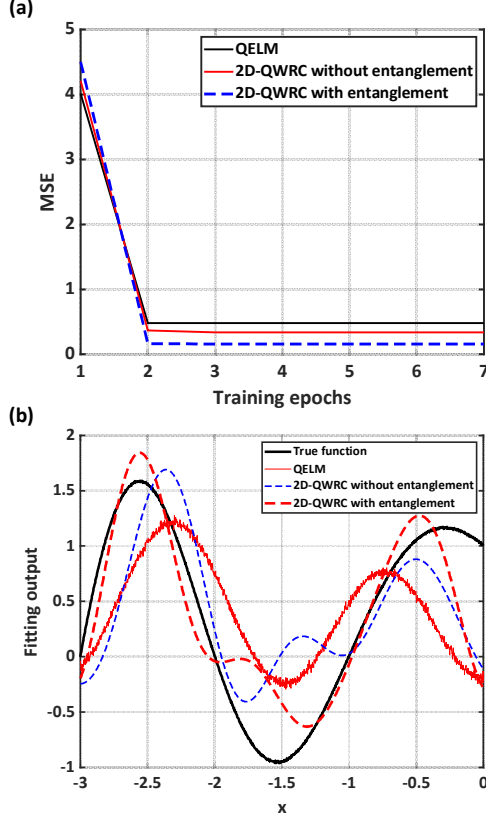 (a)
5
4
3
2
1
0
MSE
QELM
2D-QWRC without entanglement
2D-QWRC with entanglement
1 2 3 4 5 6 7
Training epochs
(b)
2
1.5
1
0.5
0
-0.5
-1
Fitting output
True function
QELM
2D-QWRC without entanglement
2D-QWRC with entanglement
-3 -2.5 -2 -1.5 -1 -0.5 0
x